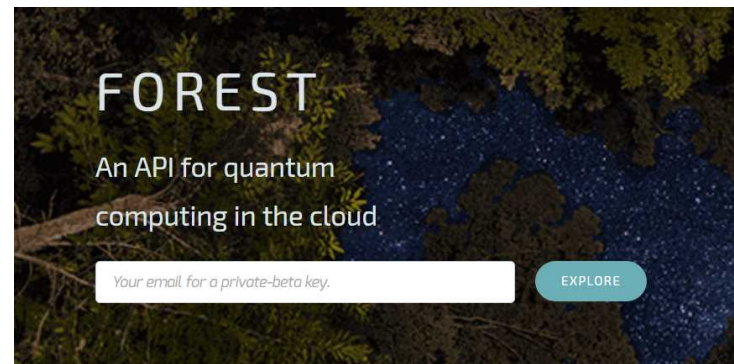 FOREST
An API for quantum
computing in the cloud
Your email for a private-beta key.
EXPLORE